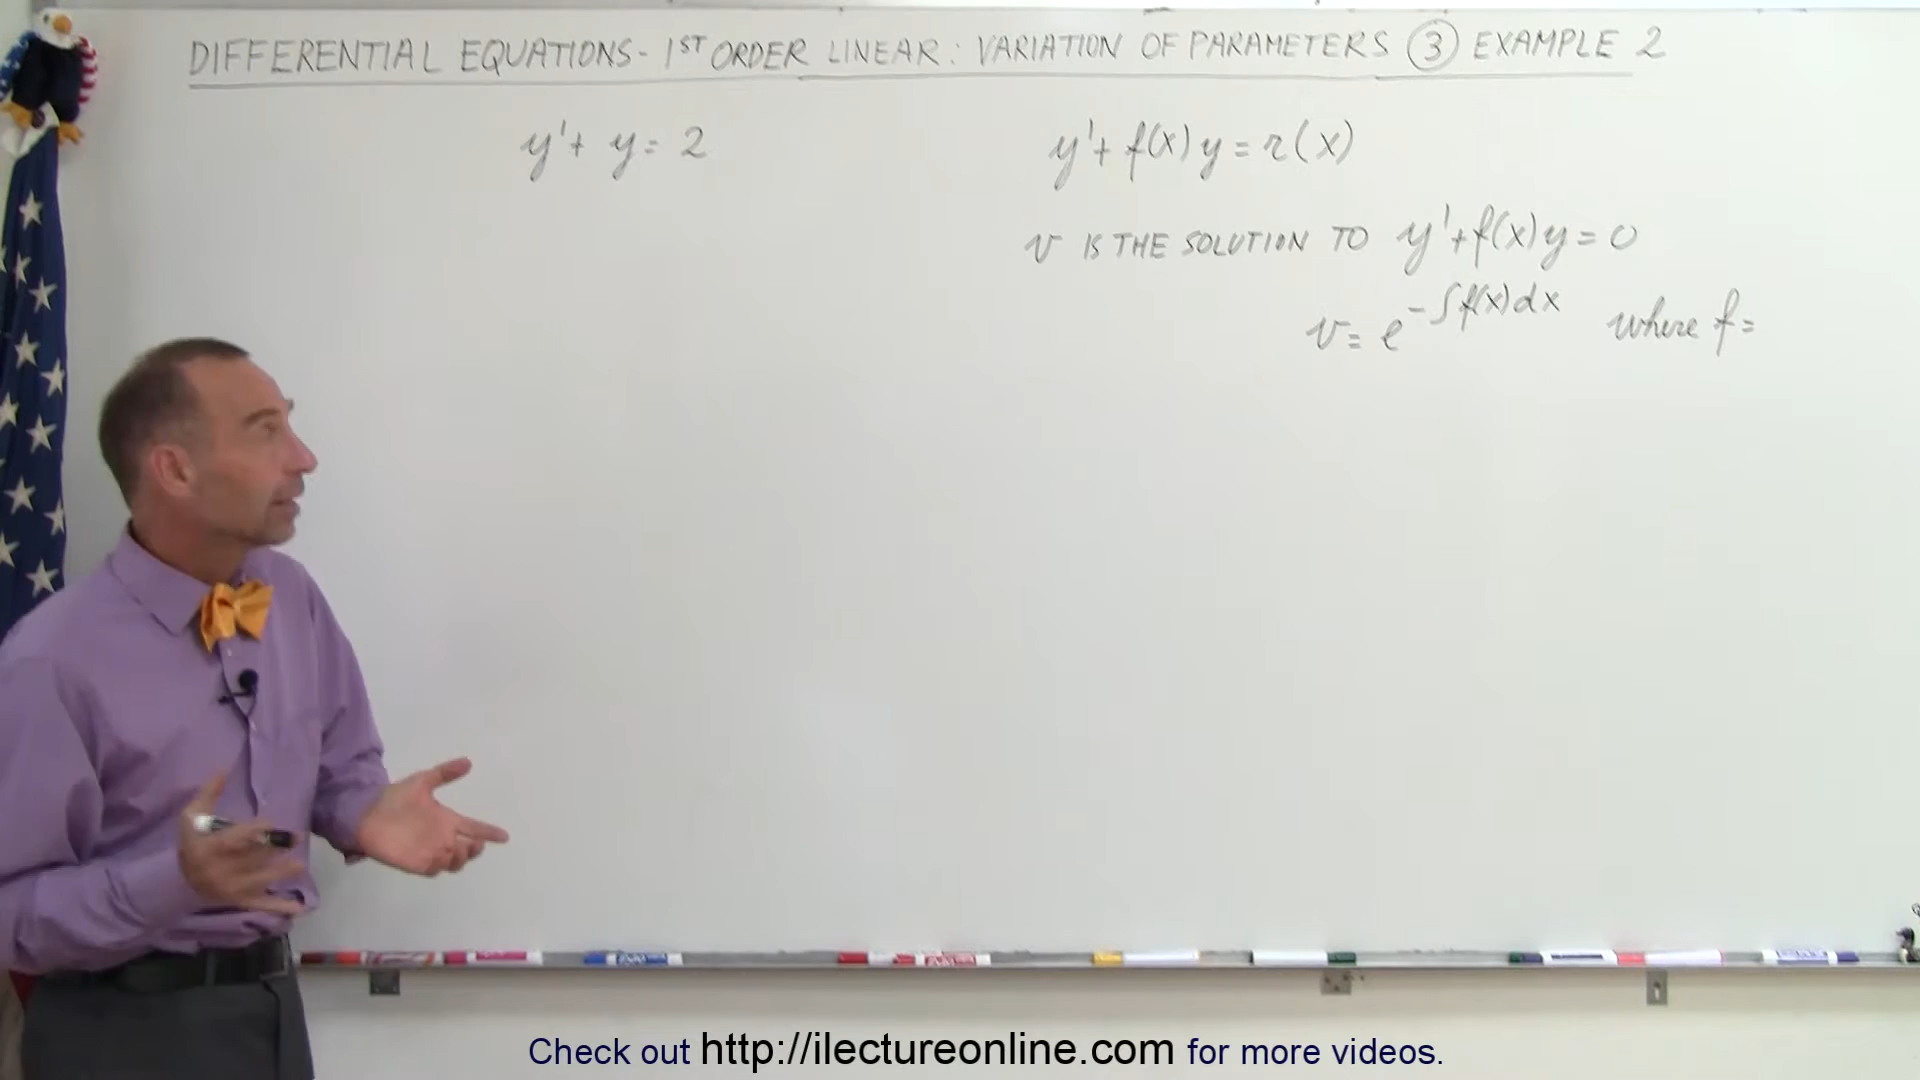 DIFFERENTIAL EQUATIONS - 1ST ORDER LINEAR: VARIATION OF PARAMETERS ③ EXAMPLE 2
y' + y = 2
y' + f(x) y = r(x)
v IS THE SOLUTION TO y' + f(x) y = 0
v = e^{-∫f(x)dx} where f =
Check out http://ilectureonline.com for more videos.